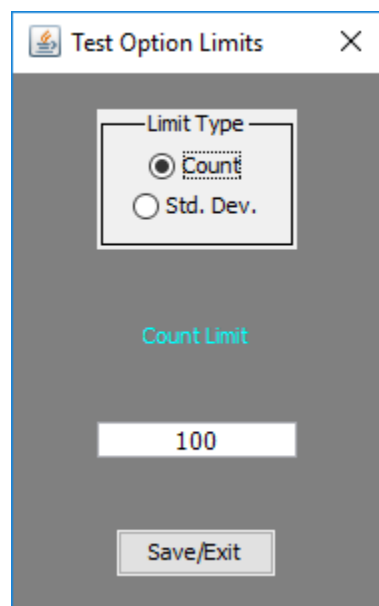 Test Option Limits
Limit Type
Count
Std. Dev.
Count Limit
100
Save/Exit